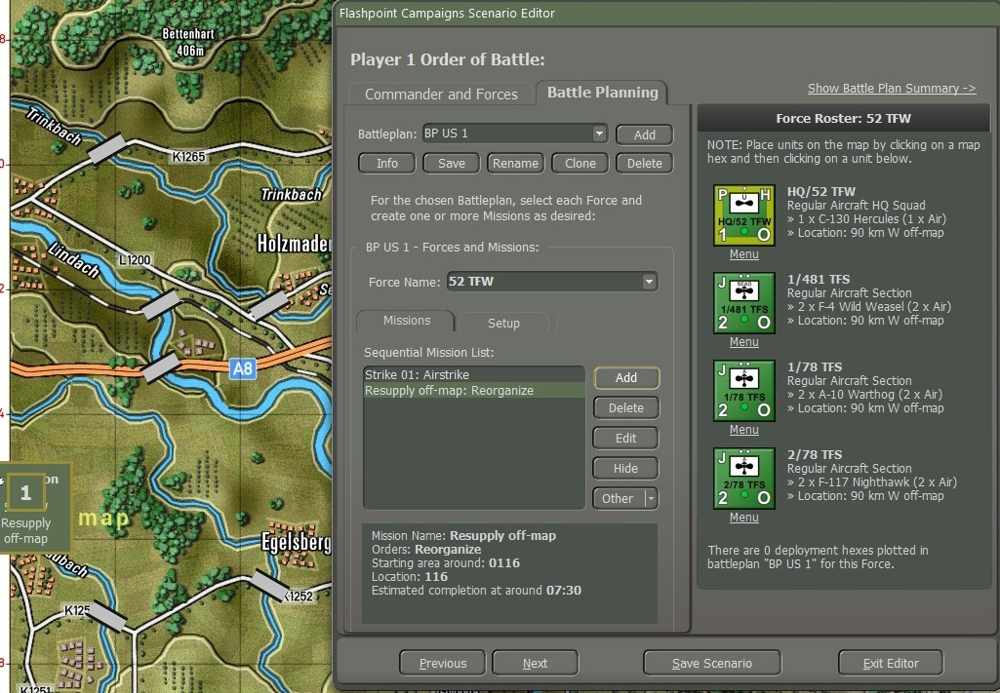 Bettenhart
406m
Trinkbach
K1265
Trinkbach
Holzmade
L1200
Lindach
A8
1
Resupply
off-map
map
Egelsberg
K1252
K125
K1251
Flashpoint Campaigns Scenario Editor
Player 1 Order of Battle:
Commander and Forces
Battle Planning
Show Battle Plan Summary ->
Battleplan: BP US 1 Add
Info Save Rename Clone Delete
For the chosen Battleplan, select each Force and
create one or more Missions as desired:
BP US 1 - Forces and Missions:
Force Name: 52 TFW
Missions Setup
Sequential Mission List:
Strike 01: Airstrike
Resupply off-map: Reorganize
Add
Delete
Edit
Hide
Other
Mission Name: Resupply off-map
Orders: Reorganize
Starting area around: 0116
Location: 116
Estimated completion at around 07:30
Force Roster: 52 TFW
NOTE: Place units on the map by clicking on a map
hex and then clicking on a unit below.
P U H
HQ/52 TFW
1 O
Menu
HQ/52 TFW
Regular Aircraft HQ Squad
» 1 x C-130 Hercules (1 x Air)
» Location: 90 km W off-map
J SEAD
1/481 TFS
2 O
Menu
1/481 TFS
Regular Aircraft Section
» 2 x F-4 Wild Weasel (2 x Air)
» Location: 90 km W off-map
J
1/78 TFS
2 O
Menu
1/78 TFS
Regular Aircraft Section
» 2 x A-10 Warthog (2 x Air)
» Location: 90 km W off-map
J
2/78 TFS
2 O
Menu
2/78 TFS
Regular Aircraft Section
» 2 x F-117 Nighthawk (2 x Air)
» Location: 90 km W off-map
There are 0 deployment hexes plotted in
battleplan "BP US 1" for this Force.
Previous Next Save Scenario Exit Editor